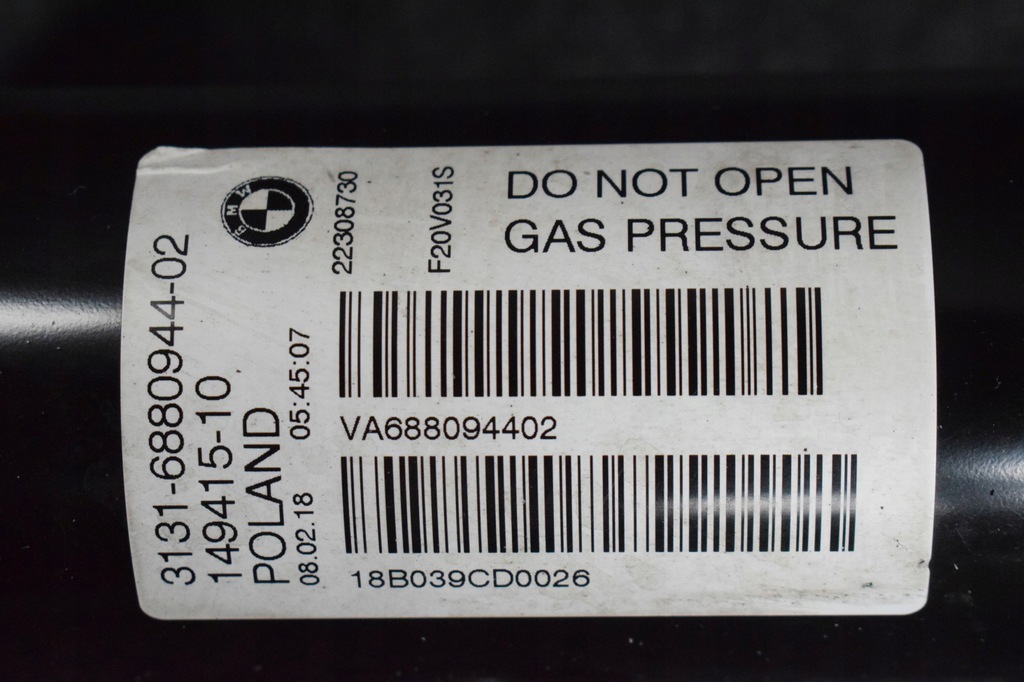 3131-6880944-02
149415-10
POLAND
08.02.18 05:45:07
BMW
22308730
F20V031S
DO NOT OPEN
GAS PRESSURE
VA688094402
18B039CD0026